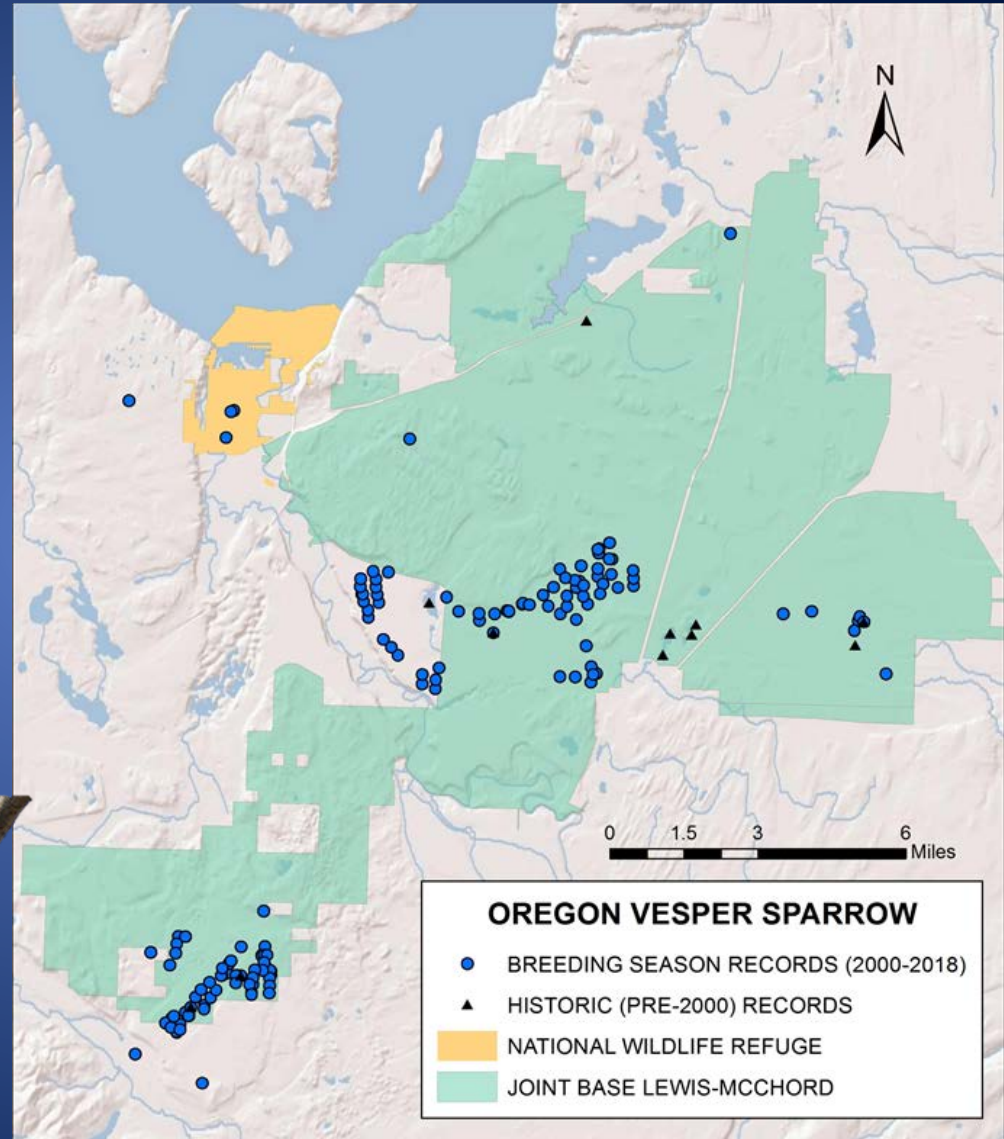 N
0 1.5 3 6
Miles
OREGON VESPER SPARROW
BREEDING SEASON RECORDS (2000-2018)
HISTORIC (PRE-2000) RECORDS
NATIONAL WILDLIFE REFUGE
JOINT BASE LEWIS-MCCHORD